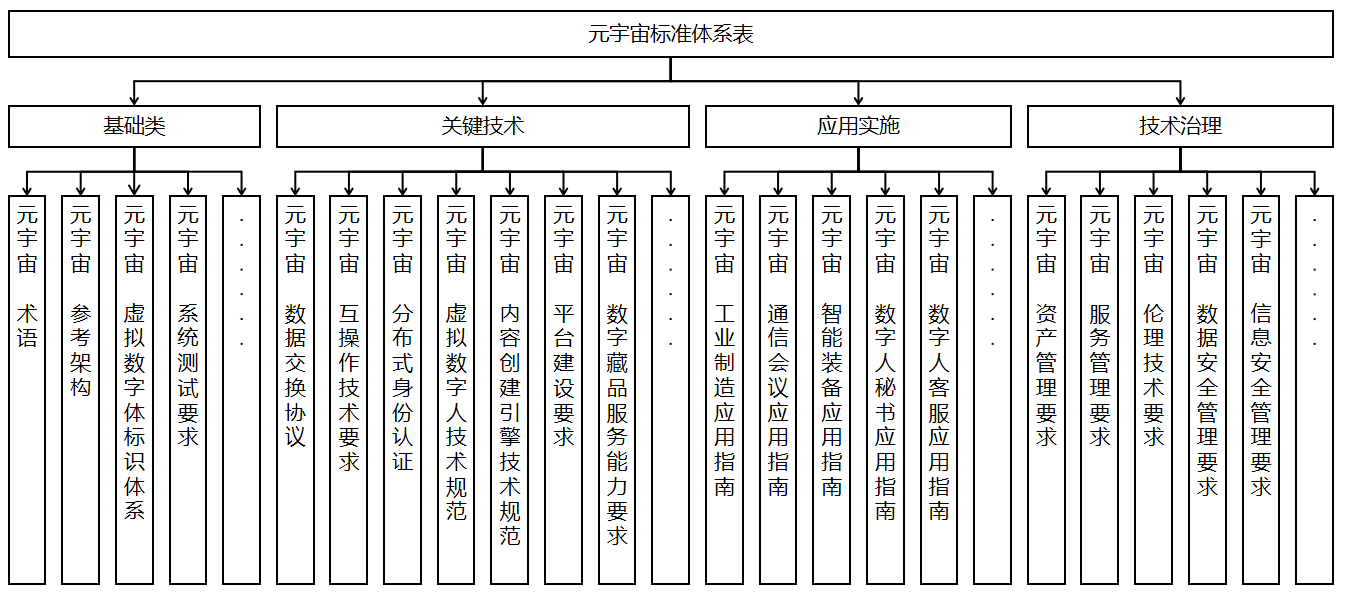 元宇宙标准体系表
基础类
关键技术
应用实施
技术治理
元宇宙 术语
元宇宙 参考架构
元宇宙 虚拟数字体标识体系
元宇宙 系统测试要求
......
元宇宙 数据交换协议
元宇宙 互操作技术要求
元宇宙 分布式身份认证
元宇宙 虚拟数字人技术规范
元宇宙 内容创建引擎技术规范
元宇宙 平台建设要求
元宇宙 数字藏品服务能力要求
......
元宇宙 工业制造应用指南
元宇宙 通信会议应用指南
元宇宙 智能装备应用指南
元宇宙 数字人秘书应用指南
元宇宙 数字人客服应用指南
......
元宇宙 资产管理要求
元宇宙 服务管理要求
元宇宙 伦理技术要求
元宇宙 数据安全管理要求
元宇宙 信息安全管理要求
......